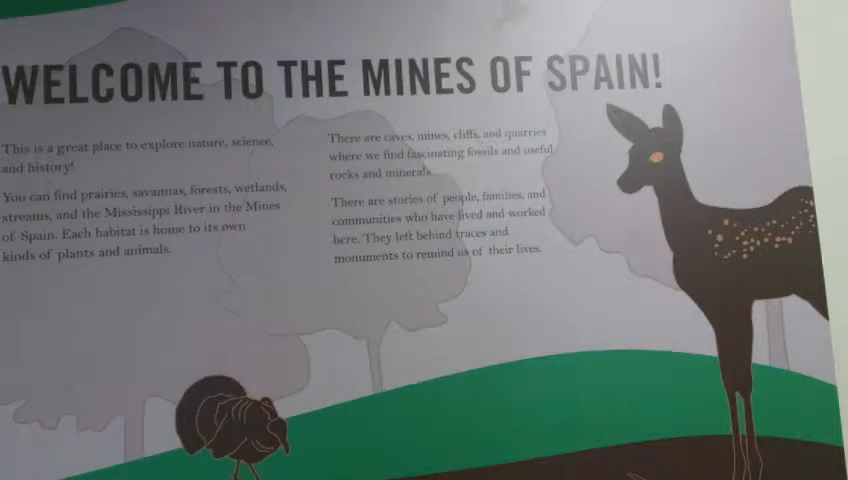 WELCOME TO THE MINES OF SPAIN!
This is a great place to explore nature, science,
and history!
You can find prairies, savannas, forests, wetlands,
streams, and the Mississippi River in the Mines
of Spain. Each habitat is home to its own
kinds of plants and animals.
There are caves, mines, cliffs, and quarries
where we find fascinating fossils and useful
rocks and minerals.
There are stories of people, families, and
communities who have lived and worked
here. They left behind traces and
monuments to remind us of their lives.